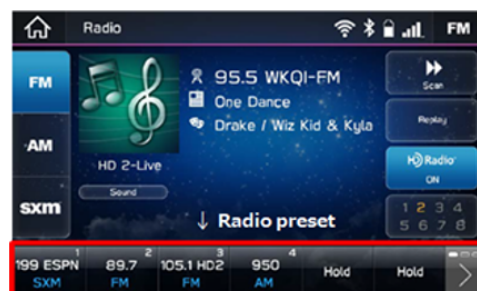 Radio
FM
FM
AM
sxm
95.5 WKQI-FM
One Dance
Drake / Wiz Kid & Kyla
HD 2-Live
Sound
Scan
Replay
HD Radio
ON
1 2 3 4
5 6 7 8
↓ Radio preset
1 2 3 4
199 ESPN 89.7 105.1 HD2 950 Hold Hold
SXM FM FM AM